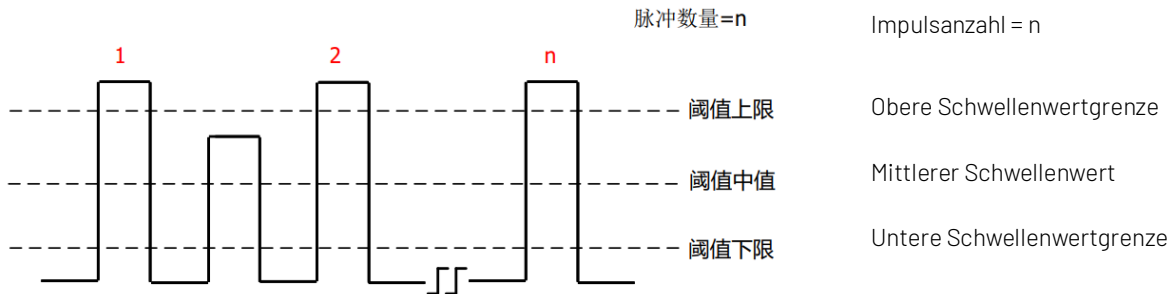 脉冲数量=n
Impulsanzahl = n
1
2
n
阈值上限
Obere Schwellenwertgrenze
阈值中值
Mittlerer Schwellenwert
阈值下限
Untere Schwellenwertgrenze